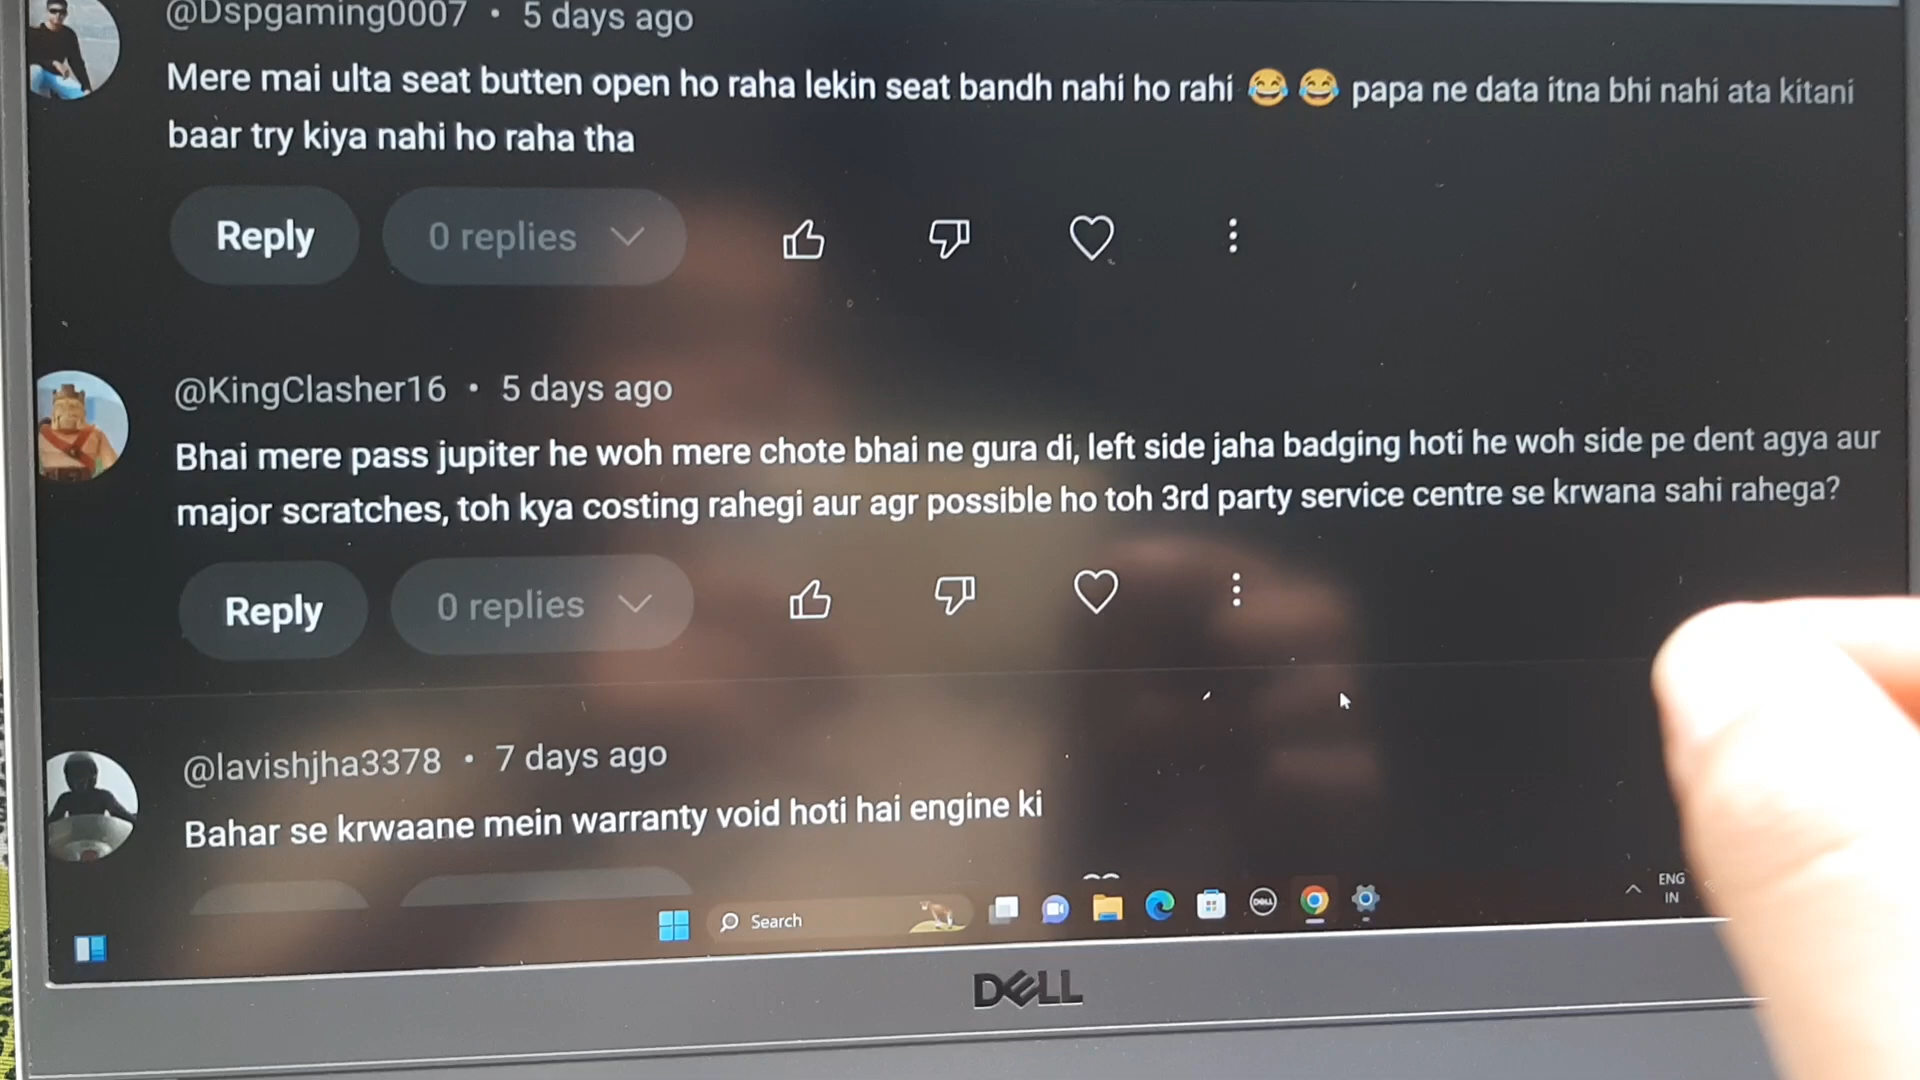 @Dspgaming0007 • 5 days ago
Mere mai ulta seat butten open ho raha lekin seat bandh nahi ho rahi 😂 😂 papa ne data itna bhi nahi ata kitani
baar try kiya nahi ho raha tha
Reply 0 replies
@KingClasher16 • 5 days ago
Bhai mere pass jupiter he woh mere chote bhai ne gura di, left side jaha badging hoti he woh side pe dent agya aur
major scratches, toh kya costing rahegi aur agr possible ho toh 3rd party service centre se krwana sahi rahega?
Reply 0 replies
@lavishjha3378 • 7 days ago
Bahar se krwaane mein warranty void hoti hai engine ki
Search DELL ENG
IN
DELL